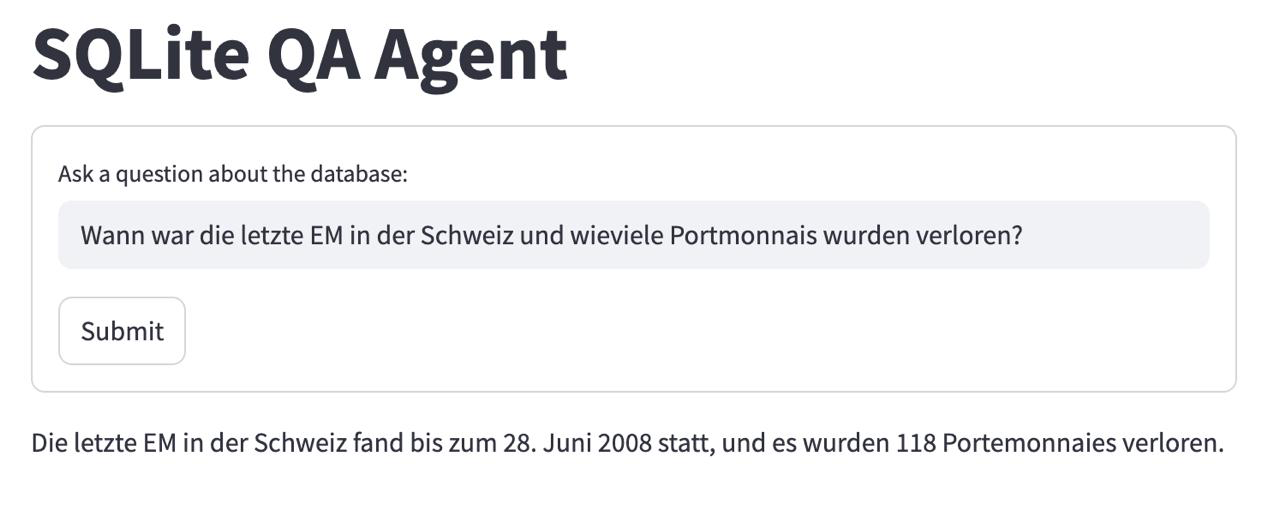 SQLite QA Agent
Ask a question about the database:
Wann war die letzte EM in der Schweiz und wieviele Portmonnais wurden verloren?
Submit
Die letzte EM in der Schweiz fand bis zum 28. Juni 2008 statt, und es wurden 118 Portemonnaies verloren.